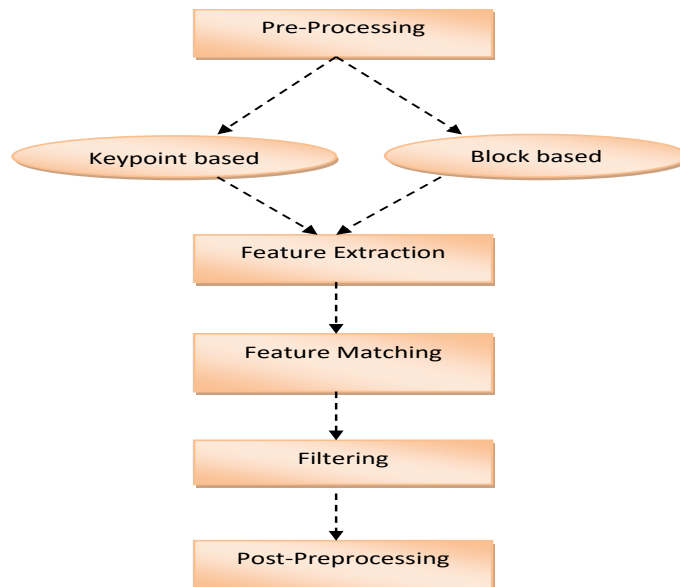 Pre-Processing
Keypoint based
Block based
Feature Extraction
Feature Matching
Filtering
Post-Preprocessing